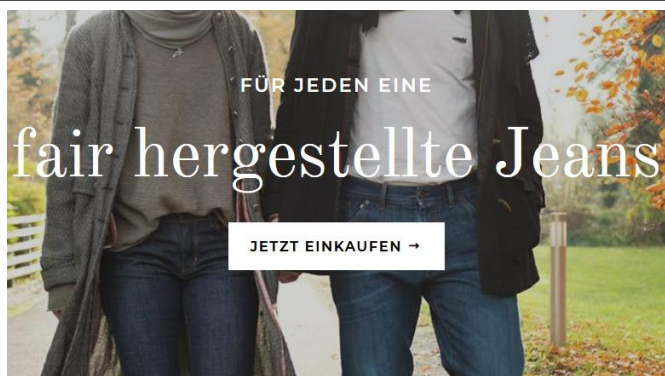 FÜR JEDEN EINE
fair hergestellte Jeans
JETZT EINKAUFEN →